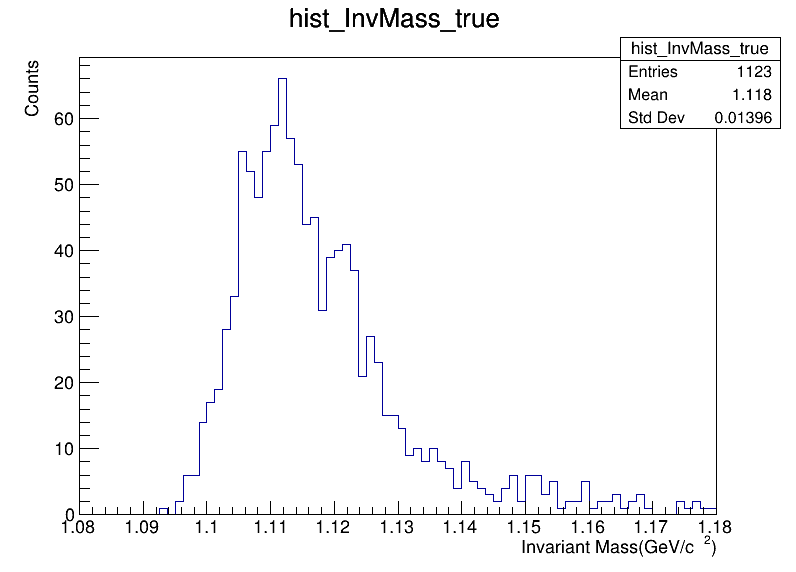 hist_InvMass_true
hist_InvMass_true
Entries 1123
Mean 1.118
Std Dev 0.01396
Counts
60
50
40
30
20
10
0
1.08 1.09 1.1 1.11 1.12 1.13 1.14 1.15 1.16 1.17 1.18
Invariant Mass(GeV/c 2)